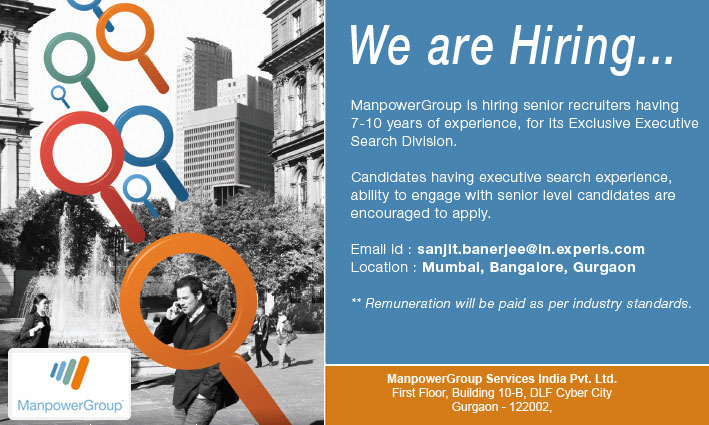 We are Hiring...
ManpowerGroup is hiring senior recruiters having
7-10 years of experience, for its Exclusive Executive
Search Division.
Candidates having executive search experience,
ability to engage with senior level candidates are
encouraged to apply.
Email id : sanjit.banerjee@in.experis.com
Location : Mumbai, Bangalore, Gurgaon
** Remuneration will be paid as per industry standards.
ManpowerGroup Services India Pvt. Ltd.
First Floor, Building 10-B, DLF Cyber City
Gurgaon - 122002,
ManpowerGroup